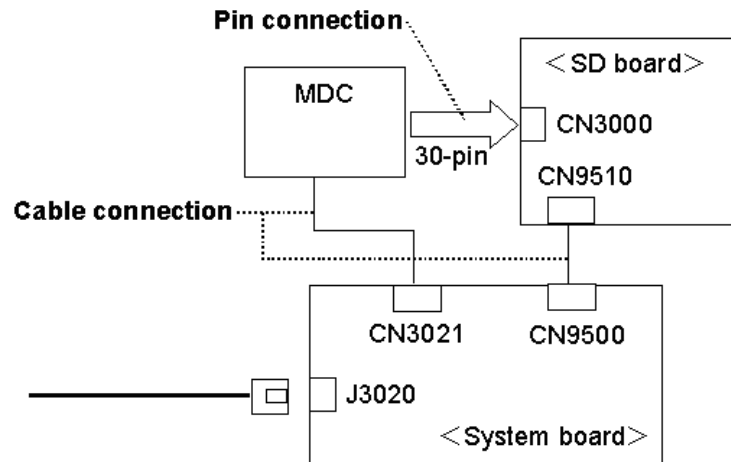 Pin connection
＜SD board＞
MDC
CN3000
30-pin
CN9510
Cable connection
CN3021
CN9500
J3020
＜System board＞